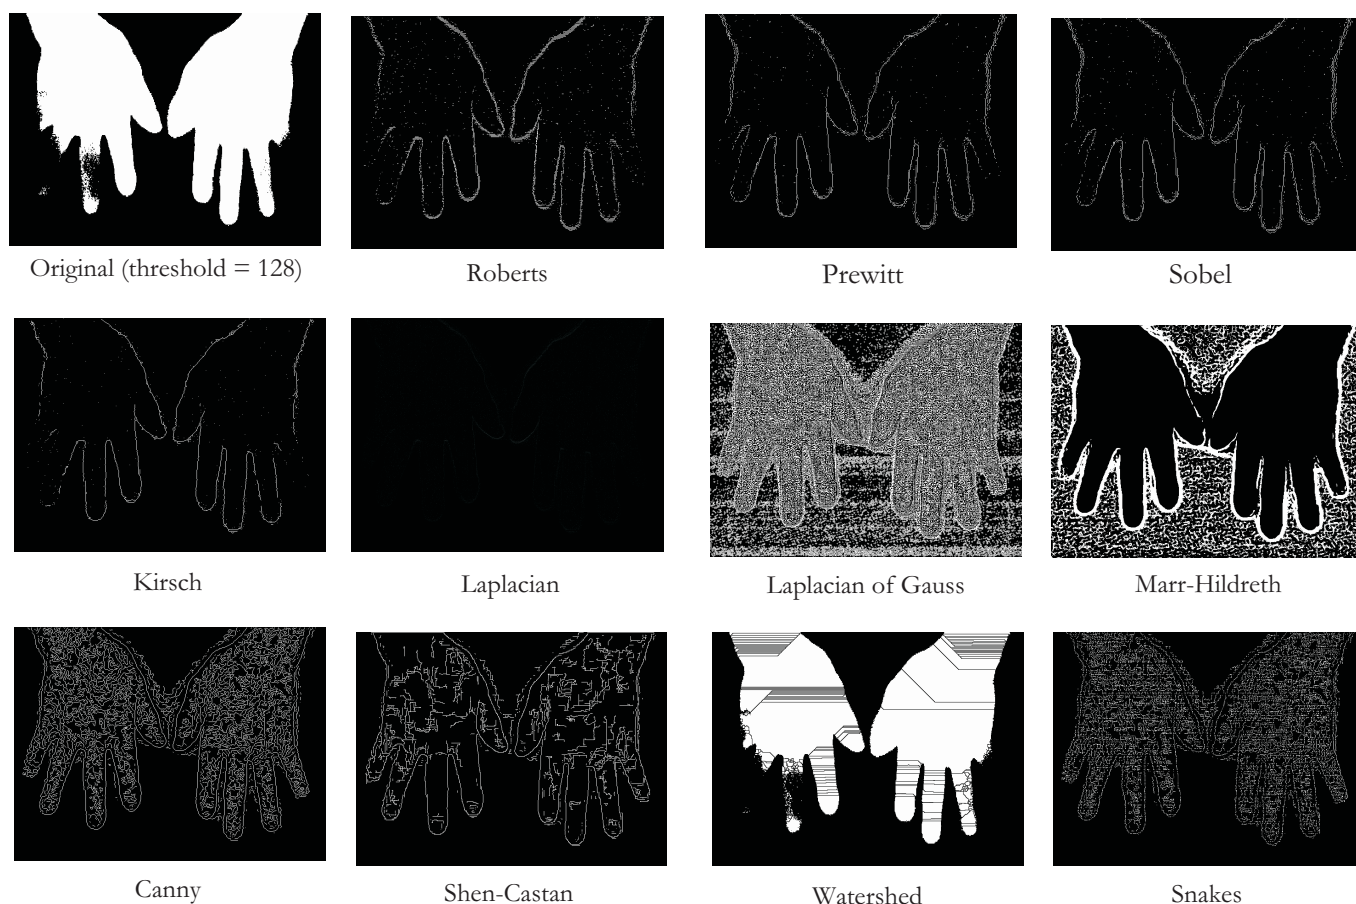 Original (threshold = 128)
Roberts
Prewitt
Sobel
Kirsch
Laplacian
Laplacian of Gauss
Marr-Hildreth
Canny
Shen-Castan
Watershed
Snakes